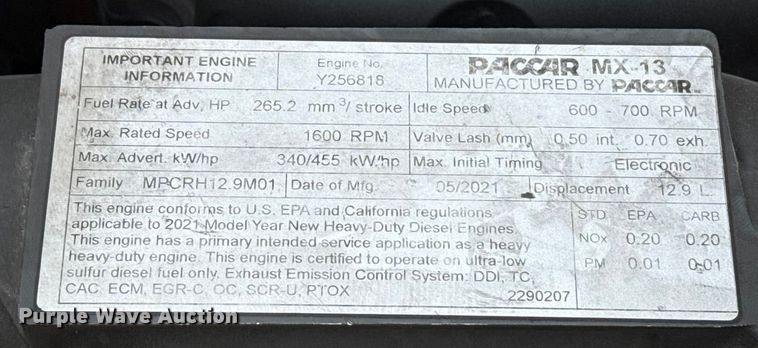 IMPORTANT ENGINE INFORMATION
Engine No.
Y256818
PACCAR MX-13
MANUFACTURED BY PACCAR
Fuel Rate at Adv, HP 265.2 mm³/ stroke Idle Speed 600 - 700 RPM
Max. Rated Speed 1600 RPM Valve Lash (mm) 0.50 int. 0.70 exh.
Max. Advert. kW/hp 340/455 kW/hp Max. Initial Timing Electronic
Family MPCRH12.9M01 Date of Mfg. 05/2021 Displacement 12.9 L.
This engine conforms to U.S. EPA and California regulations
applicable to 2021 Model Year New Heavy-Duty Diesel Engines.
This engine has a primary intended service application as a heavy
heavy-duty engine. This engine is certified to operate on ultra-low
sulfur diesel fuel only. Exhaust Emission Control System: DDI, TC,
CAC, ECM, EGR-C, OC, SCR-U, PTOX
2290207
STD EPA CARB
NOx 0.20 0.20
PM 0.01 0.01
Purple Wave Auction